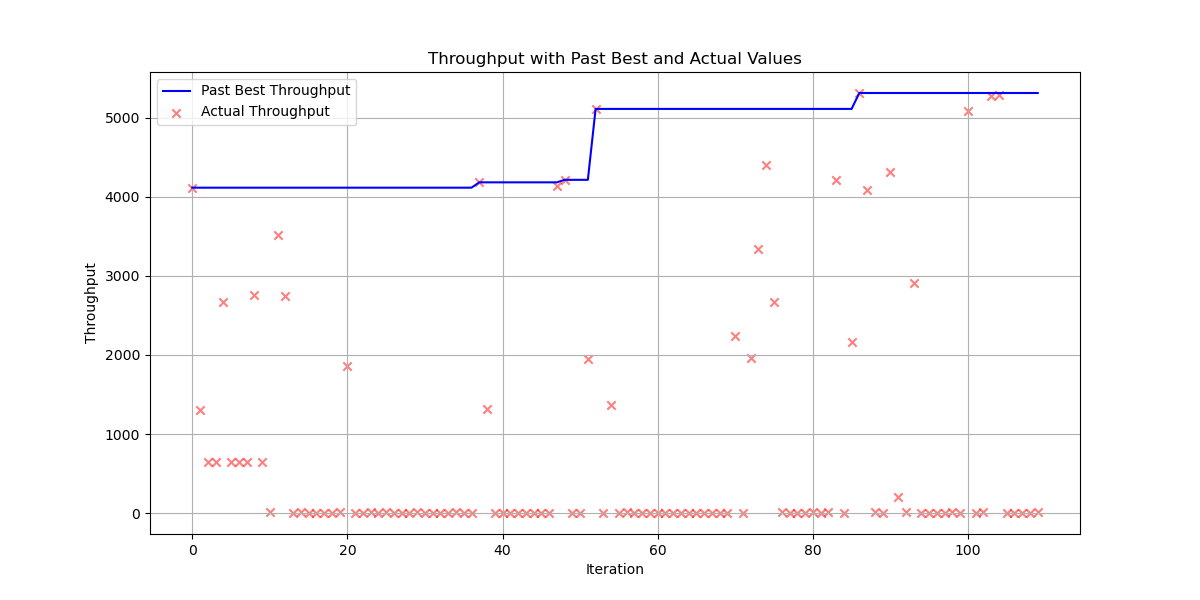 Throughput with Past Best and Actual Values
Past Best Throughput
Actual Throughput
5000
4000
3000
2000
1000
0
Throughput
0 20 40 60 80 100
Iteration